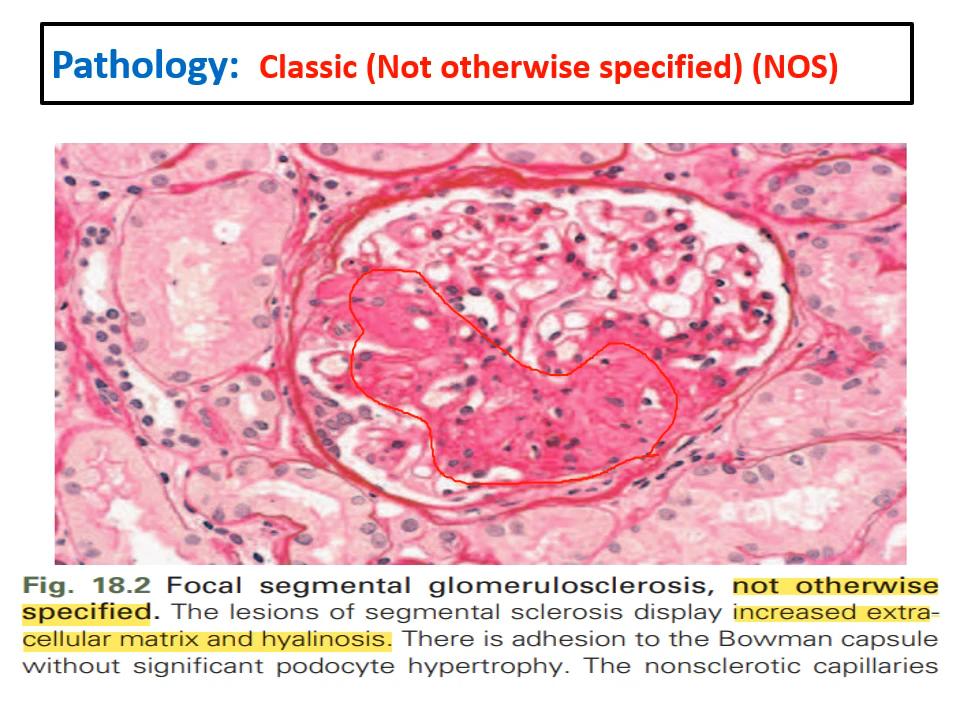 Pathology: Classic (Not otherwise specified) (NOS)
Fig. 18.2 Focal segmental glomerulosclerosis, not otherwise
specified. The lesions of segmental sclerosis display increased extra-
cellular matrix and hyalinosis. There is adhesion to the Bowman capsule
without significant podocyte hypertrophy. The nonsclerotic capillaries